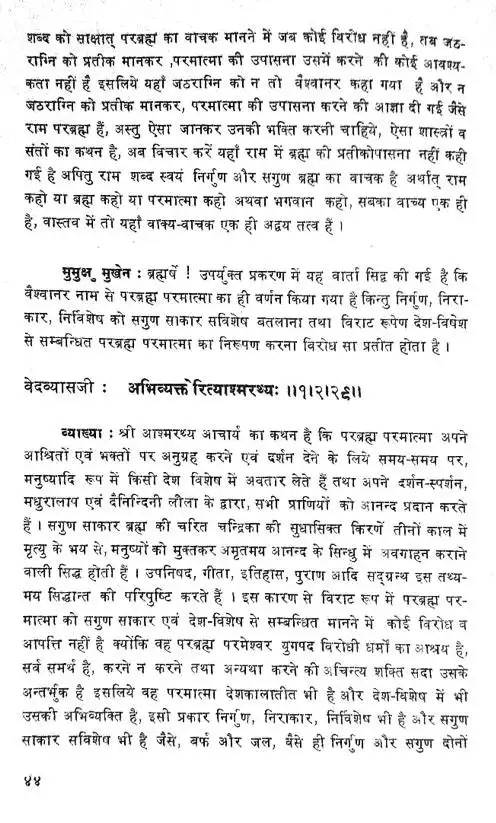 शब्द को साक्षात् परब्रह्म का वाचक मानने में जब कोई विरोध नहीं है, तब जठ-
राग्नि को प्रतीक मानकर ,परमात्मा की उपासना उसमें करने की कोई आवश्य-
कता नहीं है इसलिये यहाँ जठराग्नि को न तो वैश्वानर कहा गया है और न
जठराग्नि को प्रतीक मानकर, परमात्मा की उपासना करने की आज्ञा दी गई जैसे
राम परब्रह्म हैं, अस्तु ऐसा जानकर उनकी भक्ति करनी चाहिये, ऐसा शास्त्रों व
संतों का कथन है, अब विचार करें यहाँ राम में ब्रह्म की प्रतीकोपासना नहीं कही
गई है अपितु राम शब्द स्वयं निर्गुण और सगुण ब्रह्म का वाचक है अर्थात् राम
कहो या ब्रह्म कहो या परमात्मा कहो अथवा भगवान कहो, सबका वाच्य एक ही
है, वास्तव में तो यहाँ वाक्य-वाचक एक ही अद्वय तत्व हैं ।
मुमुक्षु मुखेन : ब्रह्मर्षे ! उपर्युक्त प्रकरण में यह वार्ता सिद्व की गई है कि
वैश्वानर नाम से परब्रह्म परमात्मा का ही वर्णन किया गया है किन्तु निर्गुण, निरा-
कार, निर्विशेष को सगुण साकार सविशेष बतलाना तथा विराट रूपेण देश-विषेश
से सम्बन्धित परब्रह्म परमात्मा का निरूपण करना विरोध सा प्रतीत होता है ।
वेदव्यासजी : अभिव्यक्ते रित्याश्मरथ्यः ।।१।२।२९।।
व्याख्या : श्री आश्मरथ्य आचार्य का कथन है कि परब्रह्म परमात्मा अपने
आश्रितों एवं भक्तों पर अनुग्रह करने एवं दर्शन देने के लिये समय-समय पर,
मनुष्यादि रूप में किसी देश विशेष में अवतार लेते हैं तथा अपने दर्शन-स्पर्शन,
मधुरालाप एवं दैनिन्दिनी लीला के द्वारा, सभी प्राणियों को आनन्द प्रदान करते
हैं । सगुण साकार ब्रह्म की चरित चन्द्रिका की सुधासिक्त किरणें तीनों काल में
मृत्यु के भय से, मनुष्यों को मुक्तकर अमृतमय आनन्द के सिन्धु में अवगाहन कराने
वाली सिद्ध होती हैं । उपनिषद, गीता, इतिहास, पुराण आदि सद्ग्रन्थ इस तथ्य-
मय सिद्धान्त की परिपुष्टि करते हैं । इस कारण से विराट रूप में परब्रह्म पर-
मात्मा को सगुण साकार एवं देश-विशेष से सम्बन्धित मानने में कोई विरोध व
आपत्ति नहीं है क्योंकि वह परब्रह्म परमेश्वर युगपद विरोधी धर्मों का आश्रय है,
सर्व समर्थ है, करने न करने तथा अन्यथा करने की अचिन्त्य शक्ति सदा उसके
अन्तर्भुक है इसलिये वह परमात्मा देशकालातीत भी है और देश-विशेष में भी
उसकी अभिव्यक्ति है, इसी प्रकार निर्गुण, निराकार, निर्विशेष भी है और सगुण
साकार सविशेष भी है जैसे, बर्फ और जल, वैसे ही निर्गुण और सगुण दोनों
४४